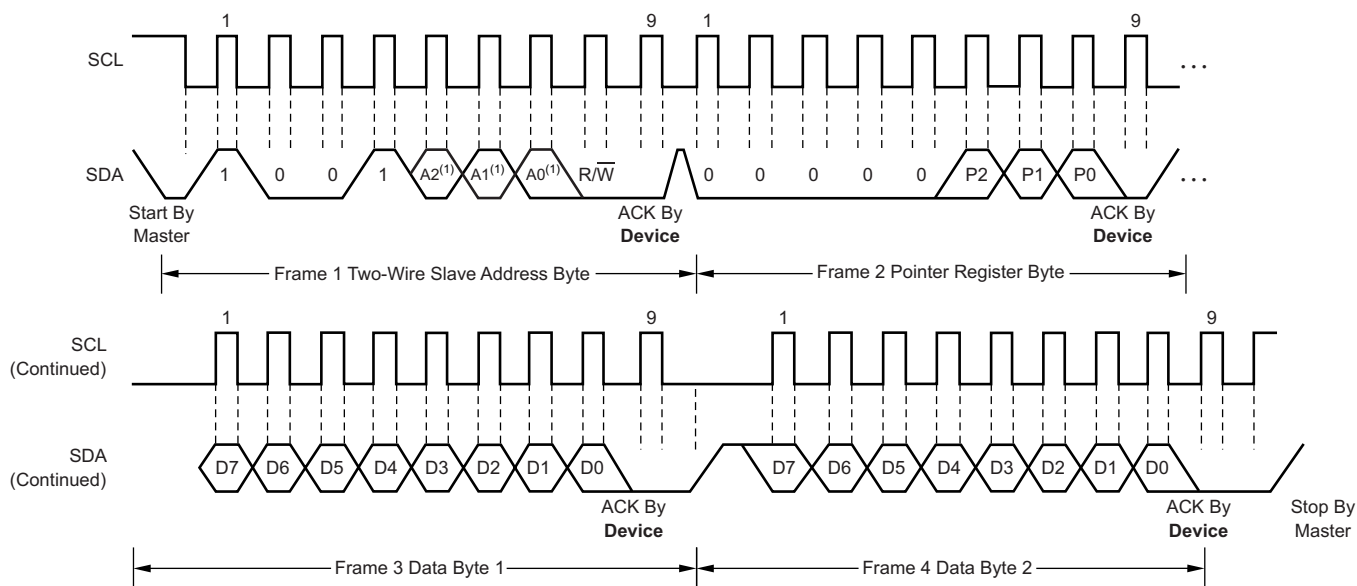 1 9 1 9
SCL
...
SDA 1 0 0 1 A2(1) A1(1) A0(1) R/W̅ 0 0 0 0 0 P2 P1 P0 ...
Start By
Master
ACK By
Device
ACK By
Device
Frame 1 Two-Wire Slave Address Byte
Frame 2 Pointer Register Byte
1 9 1 9
SCL
(Continued)
SDA
(Continued)
D7 D6 D5 D4 D3 D2 D1 D0 D7 D6 D5 D4 D3 D2 D1 D0
ACK By
Device
ACK By
Device
Stop By
Master
Frame 3 Data Byte 1
Frame 4 Data Byte 2